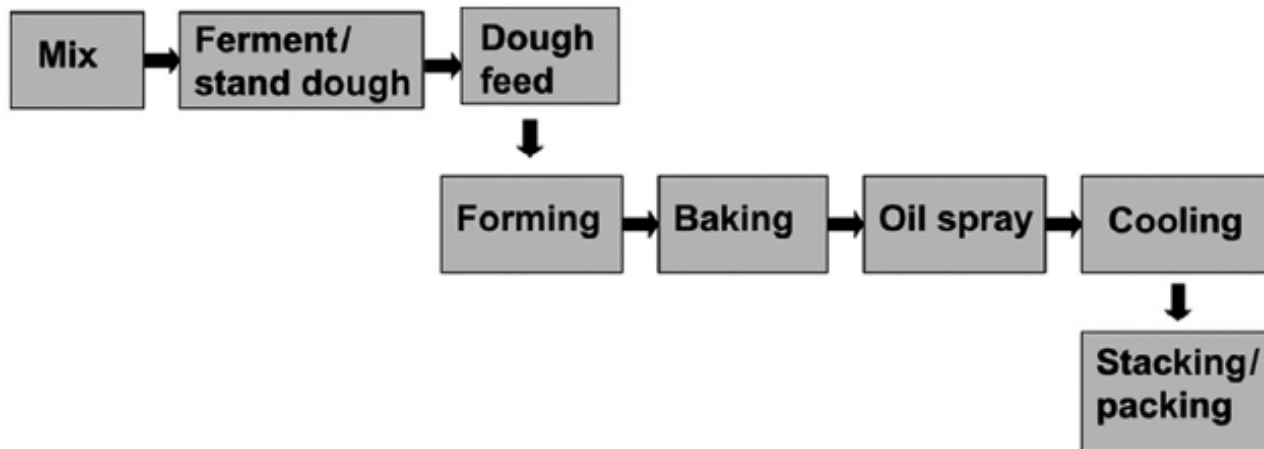 Mix
Ferment/
stand dough
Dough
feed
Forming
Baking
Oil spray
Cooling
Stacking/
packing